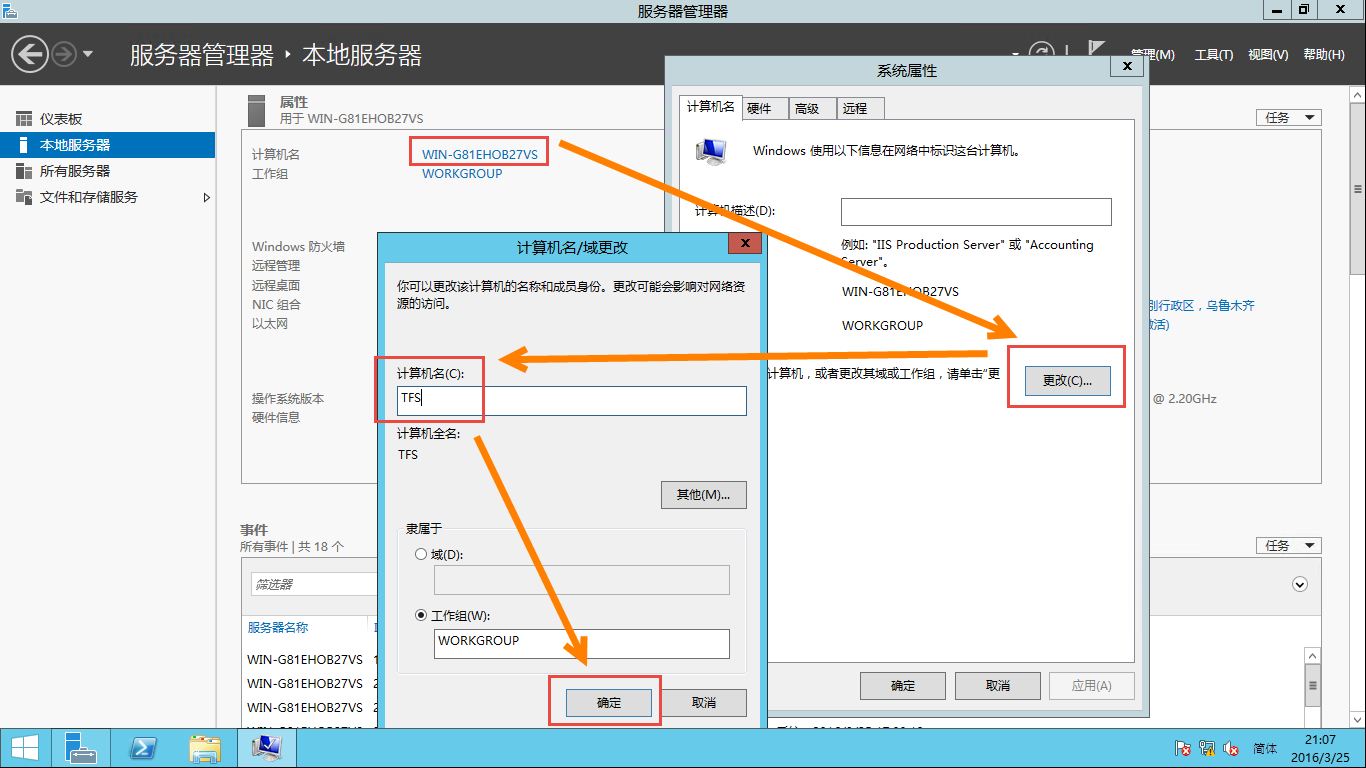 服务器管理器
服务器管理器 · 本地服务器
管理(M) 工具(T) 视图(V) 帮助(H)
仪表板
本地服务器
所有服务器
文件和存储服务
属性
用于 WIN-G81EHOB27VS
任务
计算机名 WIN-G81EHOB27VS
工作组 WORKGROUP
Windows 防火墙
远程管理
远程桌面
NIC 组合
以太网
别行政区，乌鲁木齐
激活)
操作系统版本
硬件信息
@ 2.20GHz
事件
所有事件 | 共 18 个
任务
筛选器
服务器名称
WIN-G81EHOB27VS
WIN-G81EHOB27VS
WIN-G81EHOB27VS
系统属性
计算机名 硬件 高级 远程
Windows 使用以下信息在网络中标识这台计算机。
计算机描述(D):
例如: "IIS Production Server" 或 "Accounting
Server"。
WIN-G81EHOB27VS
WORKGROUP
计算机，或者更改其域或工作组，请单击"更
更改(C)...
确定 取消 应用(A)
计算机名/域更改
你可以更改该计算机的名称和成员身份。更改可能会影响对网络资
源的访问。
计算机名(C):
TFS
计算机全名:
TFS
其他(M)...
隶属于
域(D):
工作组(W):
WORKGROUP
确定 取消
简体
21:07
2016/3/25